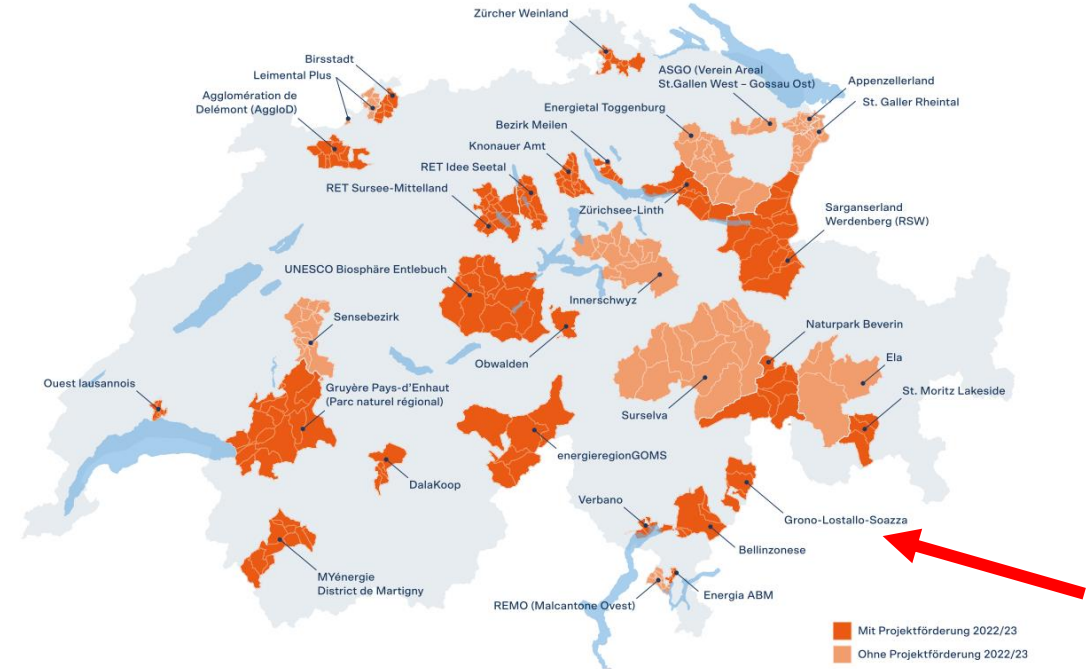 Zürcher Weinland
Birsstadt
Leimental Plus
Agglomération de
Delémont (AggloD)
ASGO (Verein Areal
St.Gallen West – Gossau Ost)
Appenzellerland
St. Galler Rheintal
Energietal Toggenburg
Bezirk Meilen
Knonauer Amt
RET Idee Seetal
RET Sursee-Mittelland
Zürichsee-Linth
Sarganserland
Werdenberg (RSW)
UNESCO Biosphäre Entlebuch
Innerschwyz
Sensebezirk
Obwalden
Naturpark Beverin
Ela
St. Moritz Lakeside
Ouest lausannois
Gruyère Pays-d'Enhaut
(Parc naturel régional)
Surselva
energieregionGOMS
DalaKoop
Verbano
Grono-Lostallo-Soazza
Bellinzonese
MYénergie
District de Martigny
REMO (Malcantone Ovest)
Energia ABM
Mit Projektförderung 2022/23
Ohne Projektförderung 2022/23